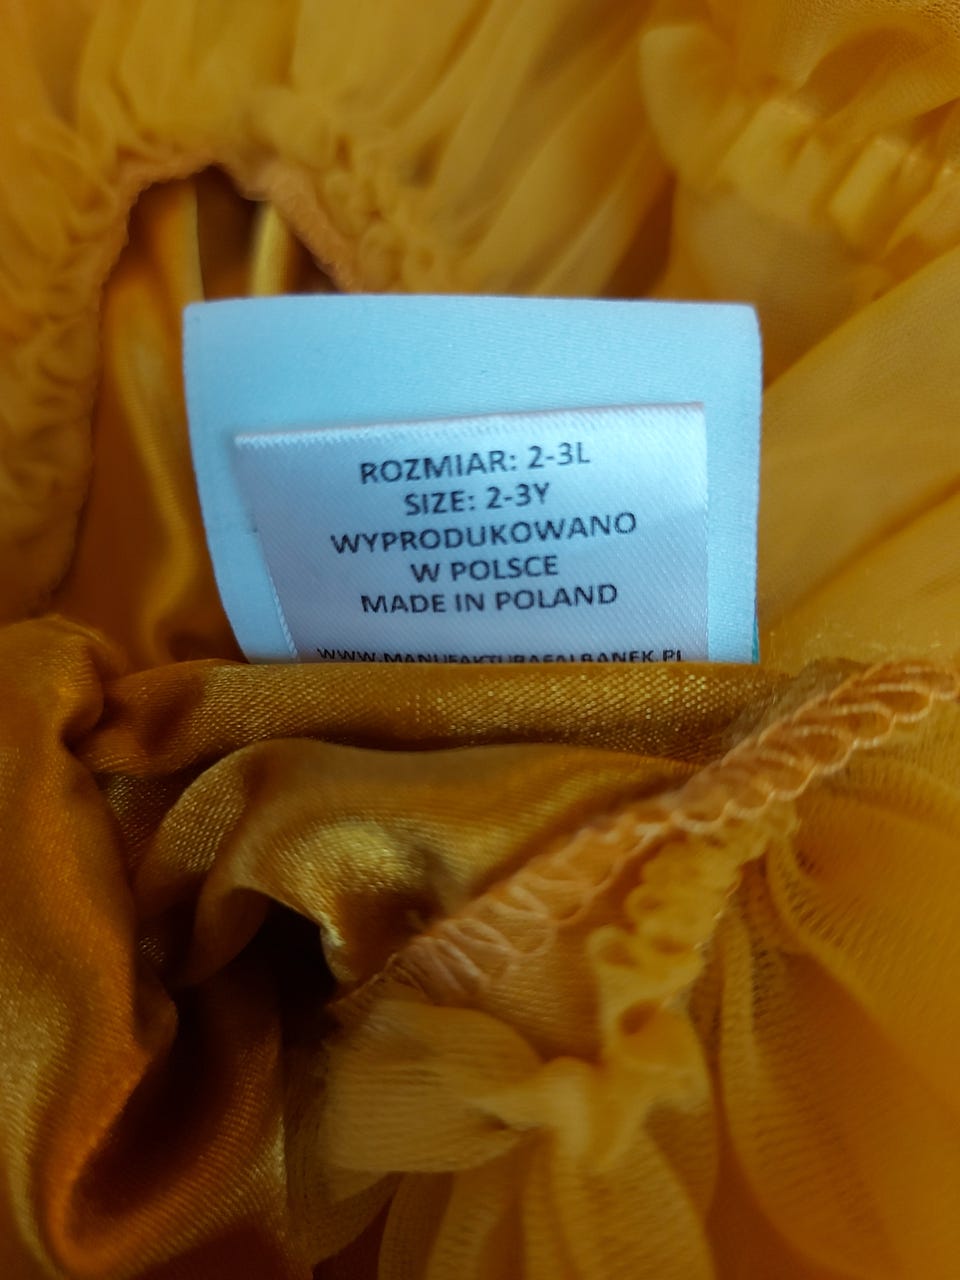 ROZMIAR: 2-3L
SIZE: 2-3Y
WYPRODUKOWANO
W POLSCE
MADE IN POLAND
WWW.MANUFAKTURAFALBANEK.PL